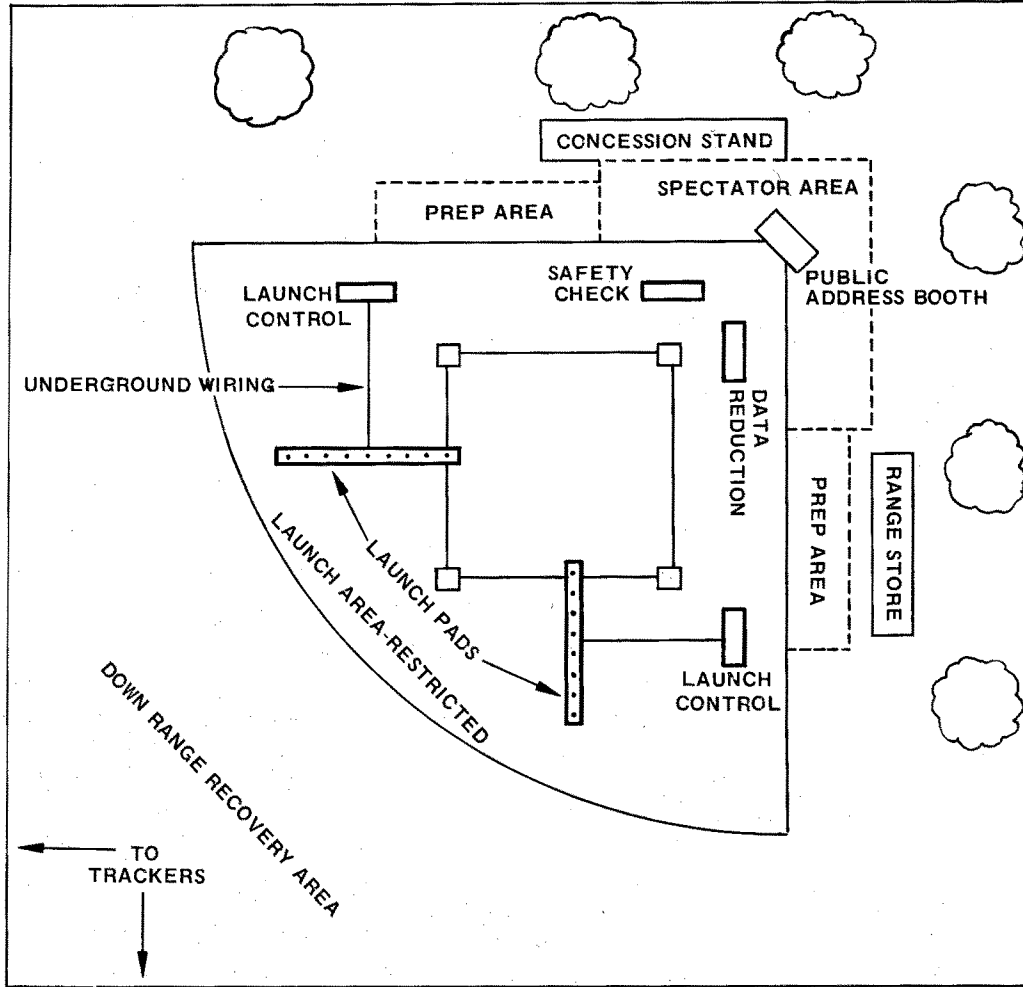 CONCESSION STAND
SPECTATOR AREA
PREP AREA
PUBLIC
ADDRESS BOOTH
SAFETY
CHECK
LAUNCH
CONTROL
UNDERGROUND WIRING
DATA
REDUCTION
PREP AREA
RANGE STORE
LAUNCH PADS
LAUNCH AREA-RESTRICTED
LAUNCH
CONTROL
DOWN RANGE RECOVERY AREA
TO
TRACKERS